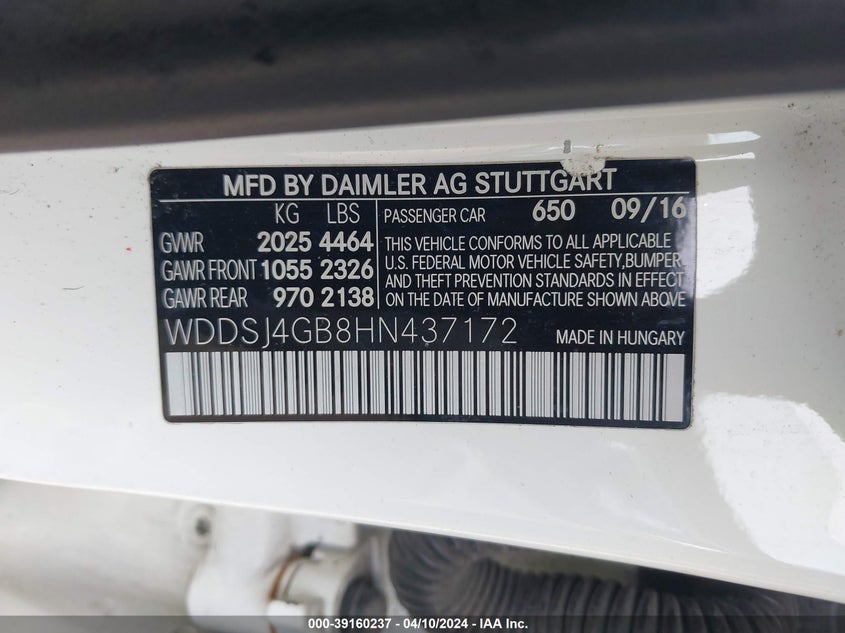 MFD BY DAIMLER AG STUTTGART
KG LBS PASSENGER CAR 650 09/16
GVWR 2025 4464 THIS VEHICLE CONFORMS TO ALL APPLICABLE
GAWR FRONT 1055 2326 U.S. FEDERAL MOTOR VEHICLE SAFETY,BUMPER
AND THEFT PREVENTION STANDARDS IN EFFECT
GAWR REAR 970 2138 ON THE DATE OF MANUFACTURE SHOWN ABOVE
WDDSJ4GB8HN437172 MADE IN HUNGARY
000-39160237 - 04/10/2024 - IAA Inc.